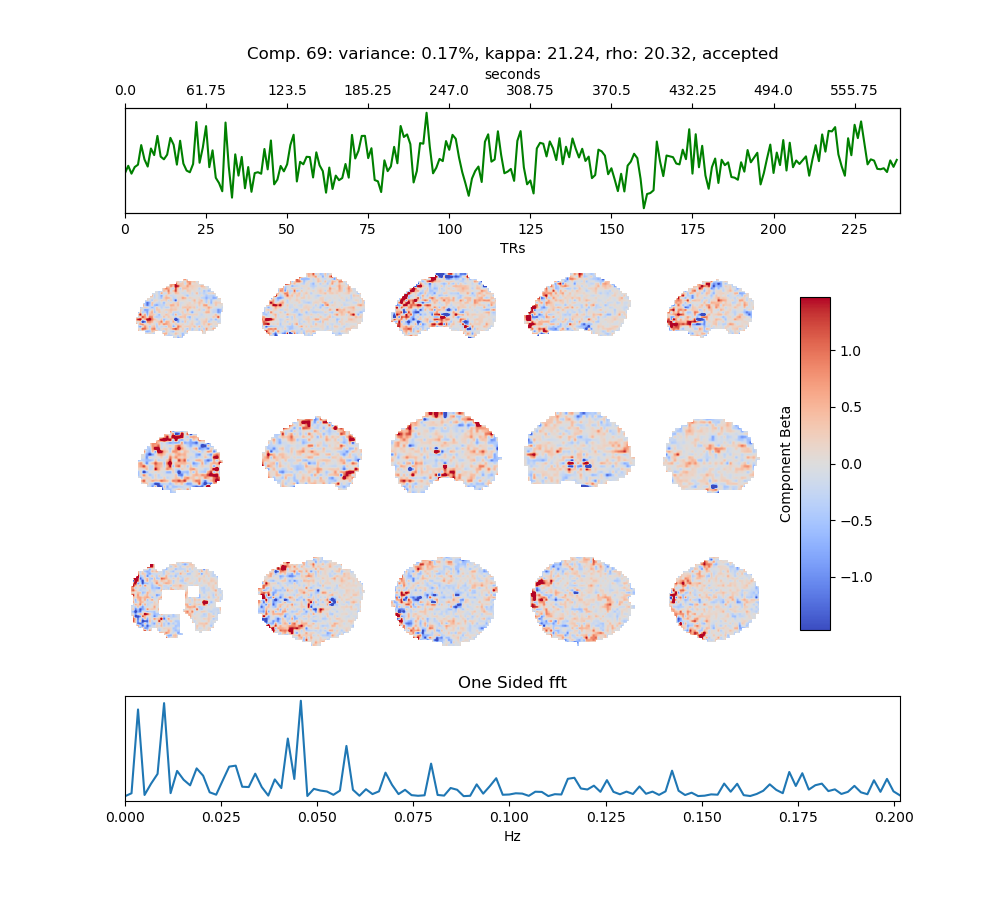 Comp. 69: variance: 0.17%, kappa: 21.24, rho: 20.32, accepted
seconds
0.0 61.75 123.5 185.25 247.0 308.75 370.5 432.25 494.0 555.75
0 25 50 75 100 125 150 175 200 225
TRs
1.0
0.5
0.0
−0.5
−1.0
Component Beta
One Sided fft
0.000 0.025 0.050 0.075 0.100 0.125 0.150 0.175 0.200
Hz